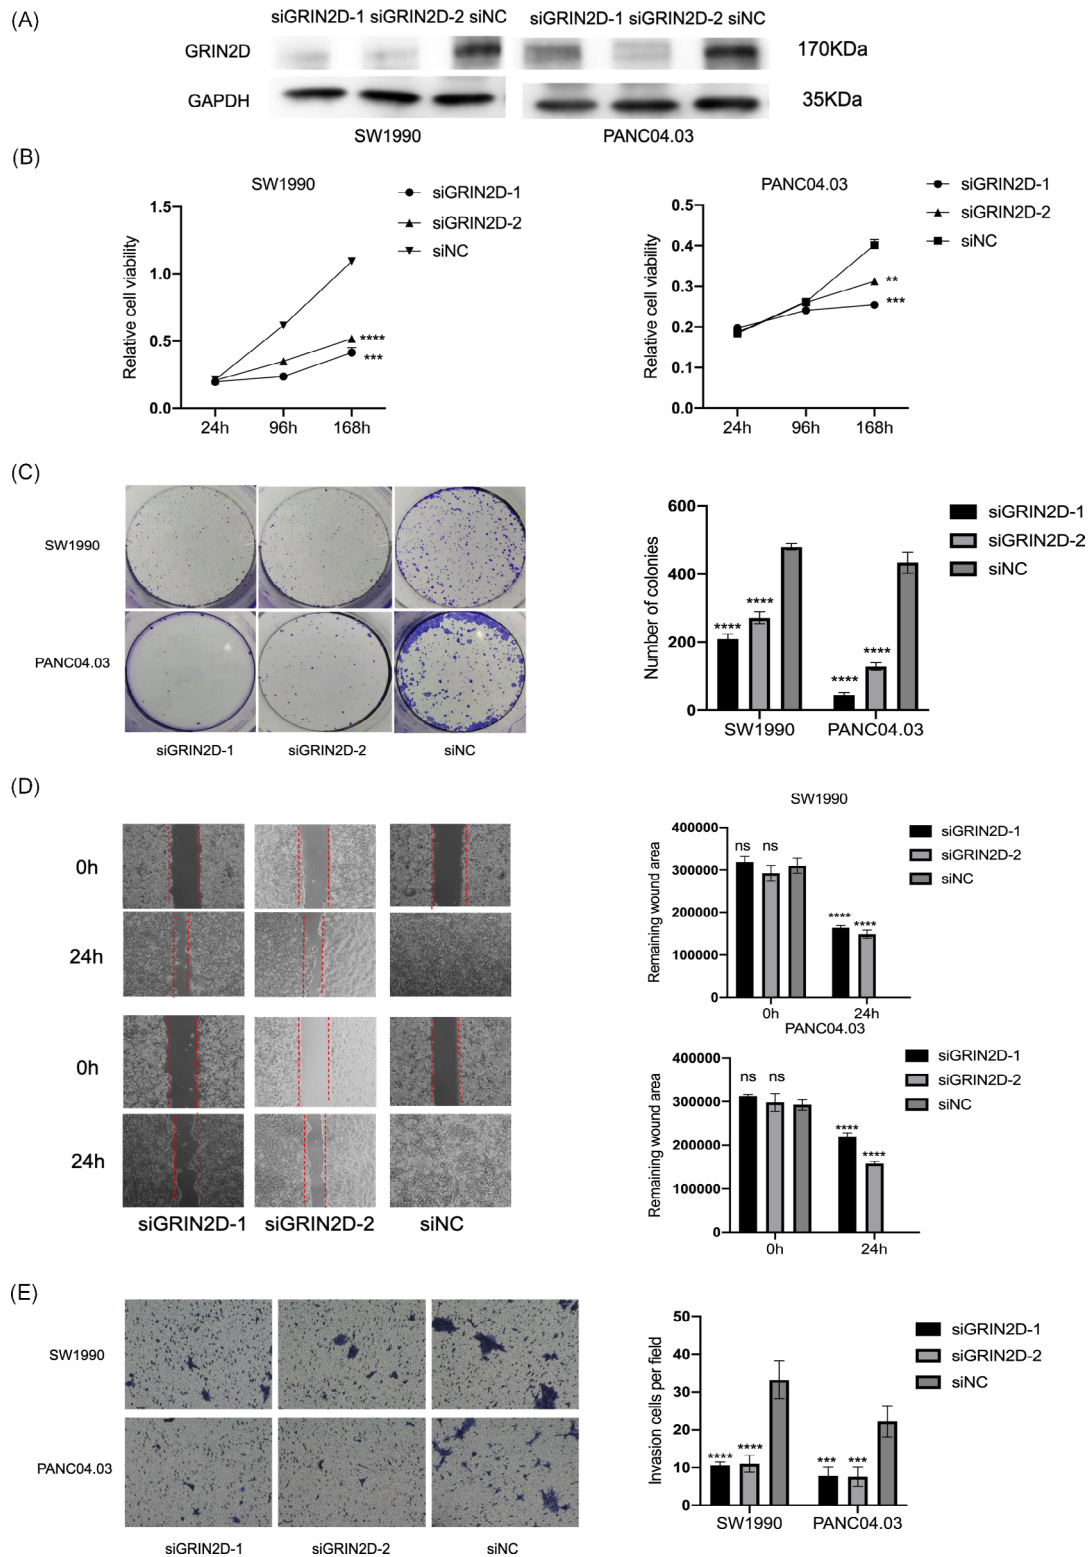 (A)
siGRIN2D-1 siGRIN2D-2 siNC
siGRIN2D-1 siGRIN2D-2 siNC
GRIN2D
170KDa
GAPDH
35KDa
SW1990
PANC04.03
(B)
SW1990
siGRIN2D-1
siGRIN2D-2
siNC
Relative cell viability
1.5
1.0
0.5
0.0
****
***
24h
96h
168h
PANC04.03
siGRIN2D-1
siGRIN2D-2
siNC
Relative cell viability
0.5
0.4
0.3
0.2
0.1
0.0
**
***
24h
96h
168h
(C)
SW1990
PANC04.03
siGRIN2D-1
siGRIN2D-2
siNC
Number of colonies
600
400
200
0
****
****
****
****
SW1990
PANC04.03
siGRIN2D-1
siGRIN2D-2
siNC
(D)
0h
24h
0h
24h
siGRIN2D-1
siGRIN2D-2
siNC
SW1990
Remaining wound area
400000
300000
200000
100000
0
ns
ns
****
****
0h
24h
siGRIN2D-1
siGRIN2D-2
siNC
PANC04.03
Remaining wound area
400000
300000
200000
100000
0
ns
ns
****
****
0h
24h
siGRIN2D-1
siGRIN2D-2
siNC
(E)
SW1990
PANC04.03
siGRIN2D-1
siGRIN2D-2
siNC
Invasion cells per field
50
40
30
20
10
0
****
****
***
***
SW1990
PANC04.03
siGRIN2D-1
siGRIN2D-2
siNC